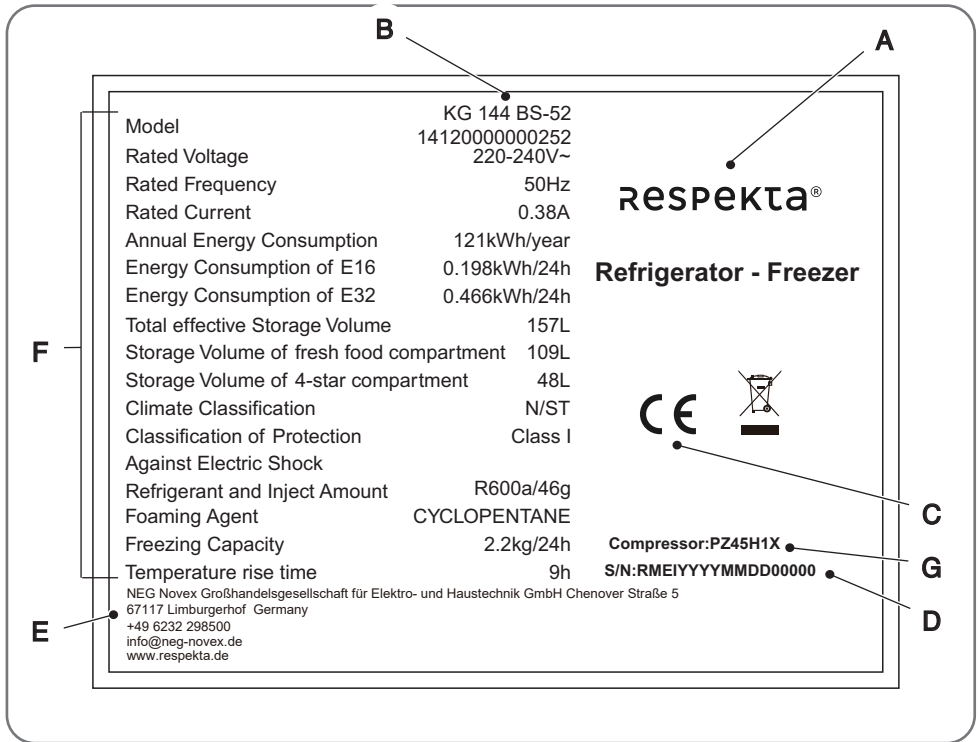 B
A
KG 144 BS-52
Model
14120000000252
Rated Voltage 220-240V~
Rated Frequency 50Hz
Rated Current 0.38A
Annual Energy Consumption 121kWh/year
Energy Consumption of E16 0.198kWh/24h
Energy Consumption of E32 0.466kWh/24h
Total effective Storage Volume 157L
Storage Volume of fresh food compartment 109L
Storage Volume of 4-star compartment 48L
Climate Classification N/ST
Classification of Protection Class I
Against Electric Shock
Refrigerant and Inject Amount R600a/46g
Foaming Agent CYCLOPENTANE
Freezing Capacity 2.2kg/24h
Temperature rise time 9h
F
respekta®
Refrigerator - Freezer
CE
C
Compressor:PZ45H1X
G
S/N:RMEIYYYYMMDD00000
D
NEG Novex Großhandelsgesellschaft für Elektro- und Haustechnik GmbH Chenover Straße 5
67117 Limburgerhof Germany
+49 6232 298500
info@neg-novex.de
www.respekta.de
E